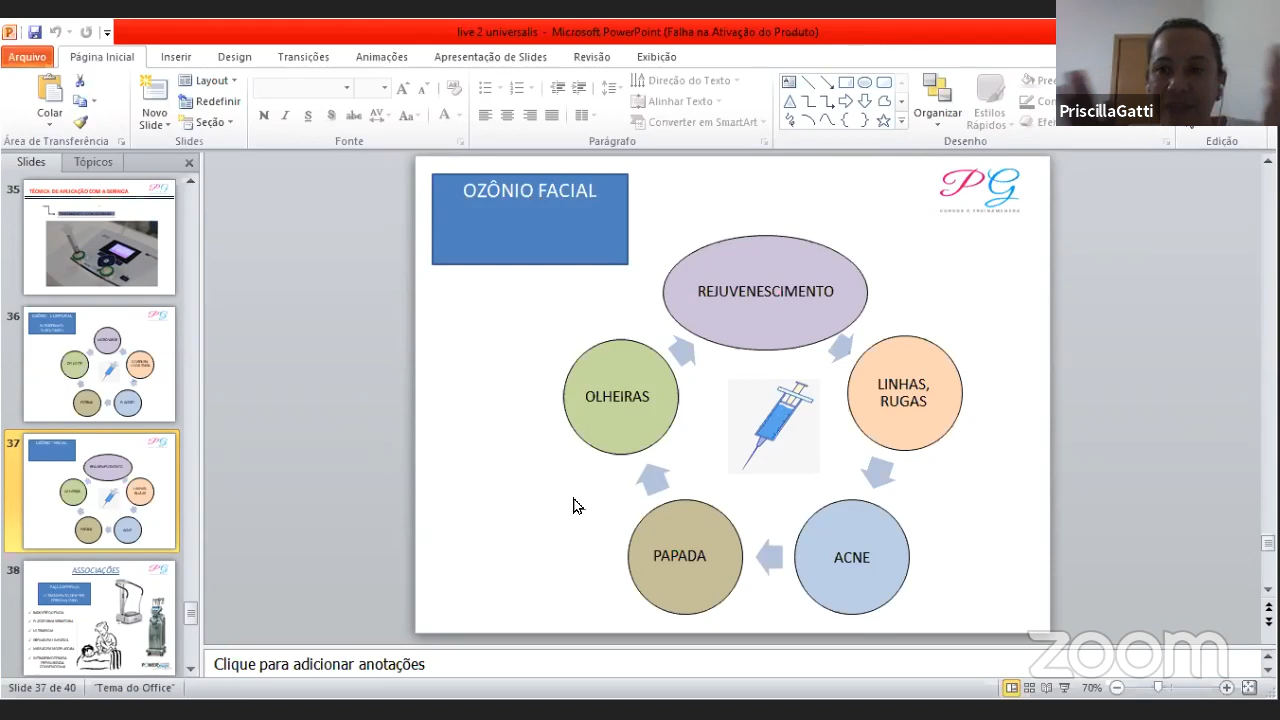 live 2 universalis - Microsoft PowerPoint (Falha na Ativação do Produto)
Arquivo
Página Inicial
Inserir
Design
Transições
Animações
Apresentação de Slides
Revisão
Exibição
PriscillaGatti
Colar
Novo
Slide
Layout
Redefinir
Seção
Direção do Texto
Alinhar Texto
Converter em SmartArt
Organizar
Estilos
Rápidos
Área de Transferência
Slides
Fonte
Parágrafo
Desenho
Edição
Slides
Tópicos
35
TÉCNICA DE APLICAÇÃO COM A SERINGA
36
37
38
ASSOCIAÇÕES
OZÔNIO FACIAL
PG
CURSOS E TREINAMENTOS
REJUVENESCIMENTO
OLHEIRAS
LINHAS,
RUGAS
PAPADA
ACNE
Clique para adicionar anotações
zoom
Slide 37 de 40
"Tema do Office"
70%